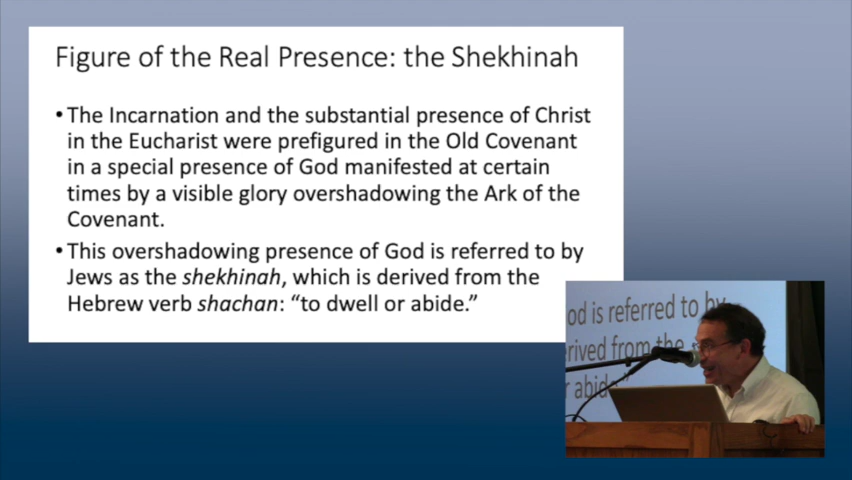 Figure of the Real Presence: the Shekhinah
• The Incarnation and the substantial presence of Christ
in the Eucharist were prefigured in the Old Covenant
in a special presence of God manifested at certain
times by a visible glory overshadowing the Ark of the
Covenant.
• This overshadowing presence of God is referred to by
Jews as the shekhinah, which is derived from the
Hebrew verb shachan: “to dwell or abide.”
od is referred to by
rived from the
r abide.”